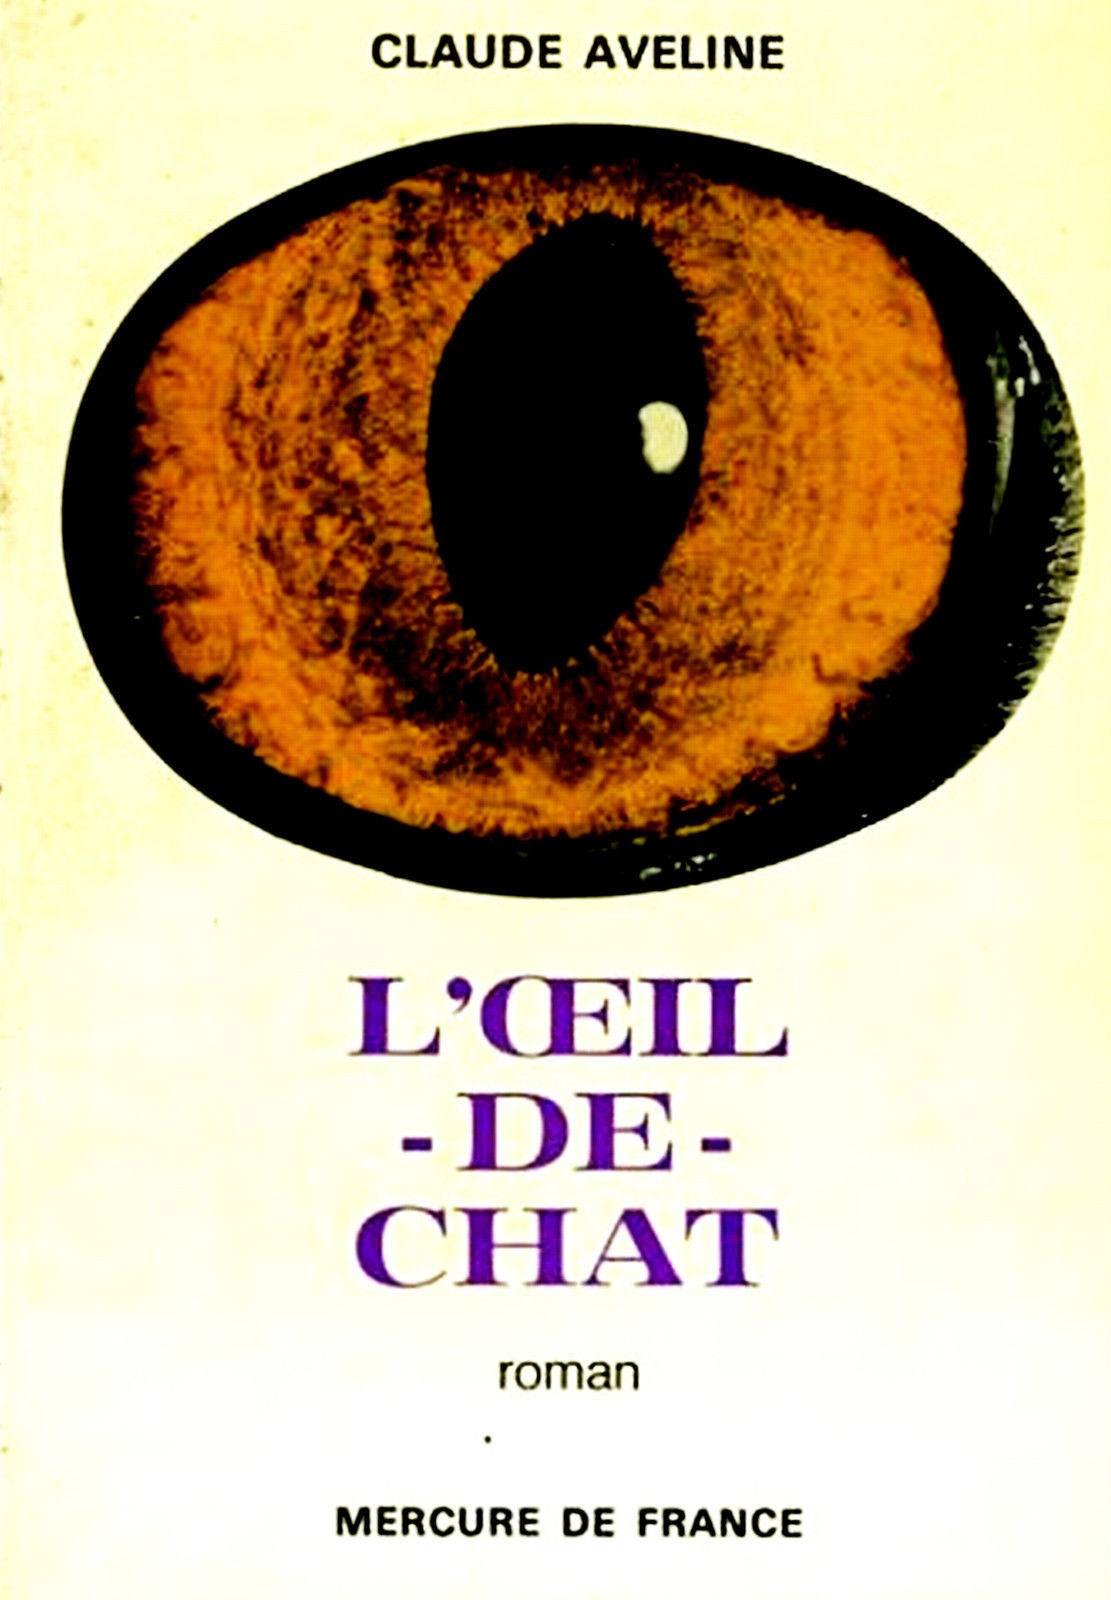 CLAUDE AVELINE
L'ŒIL
-DE-
CHAT
roman
MERCURE DE FRANCE